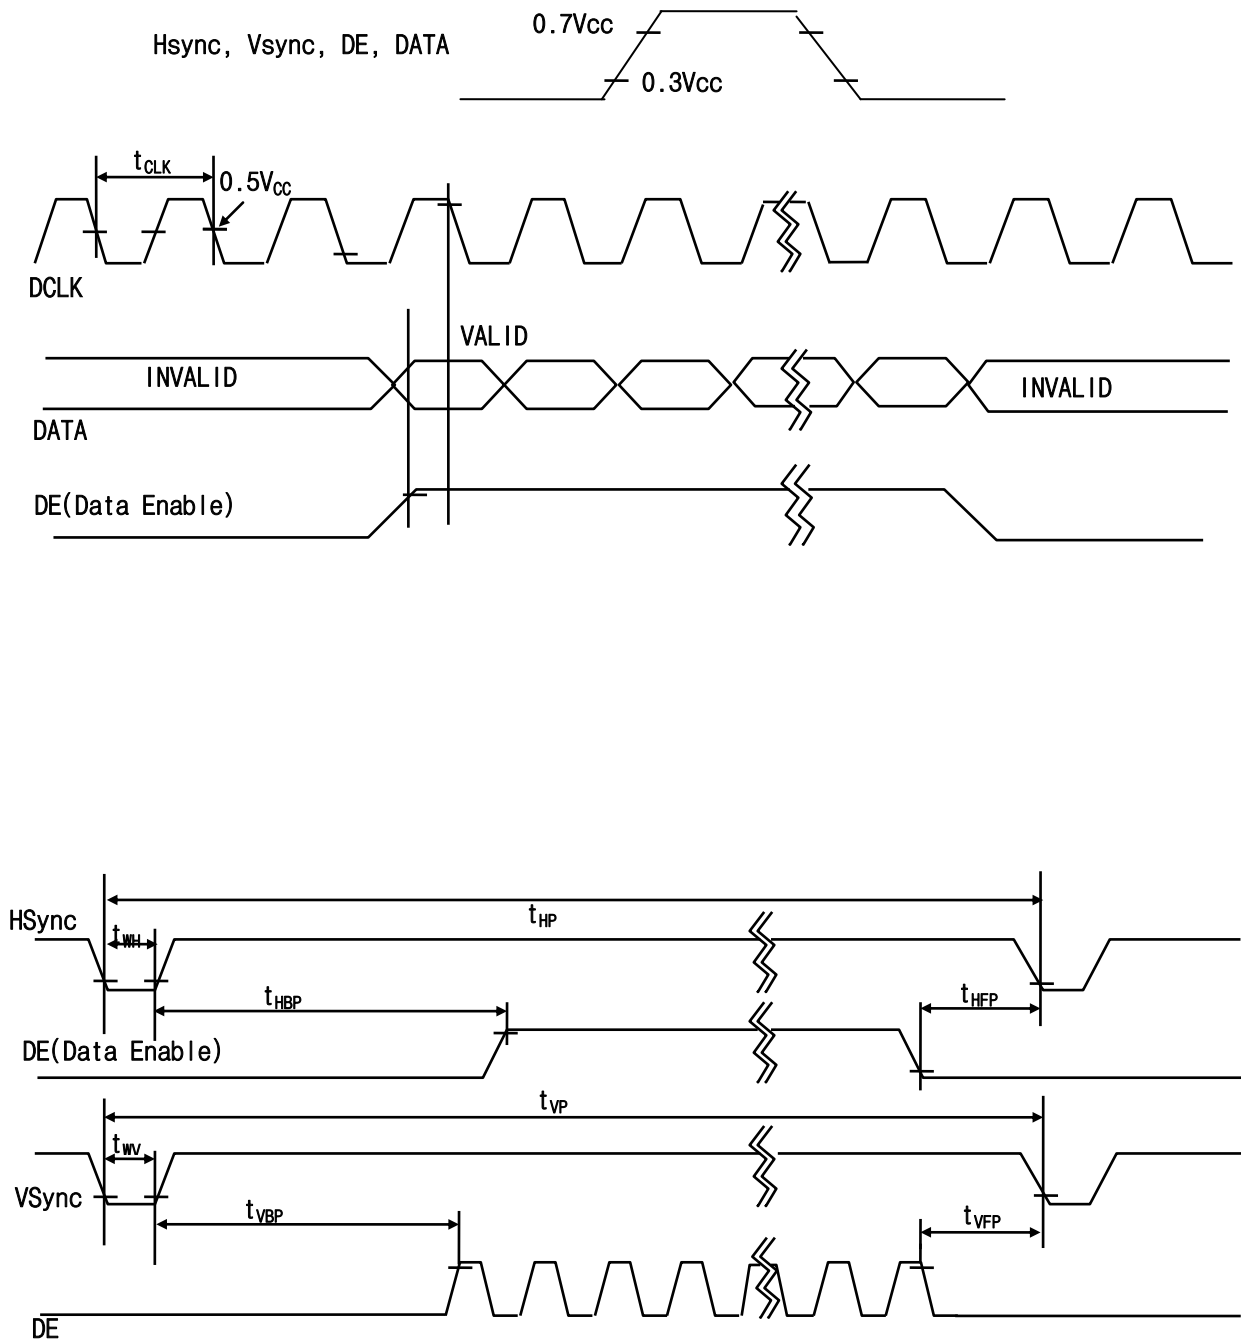 0.7Vcc
Hsync, Vsync, DE, DATA
0.3Vcc
tCLK
0.5VCC
DCLK
VALID
INVALID
INVALID
DATA
DE(Data Enable)
tHP
HSync
tWH
tHBP
tHFP
DE(Data Enable)
tVP
tWV
VSync
tVBP
tVFP
DE